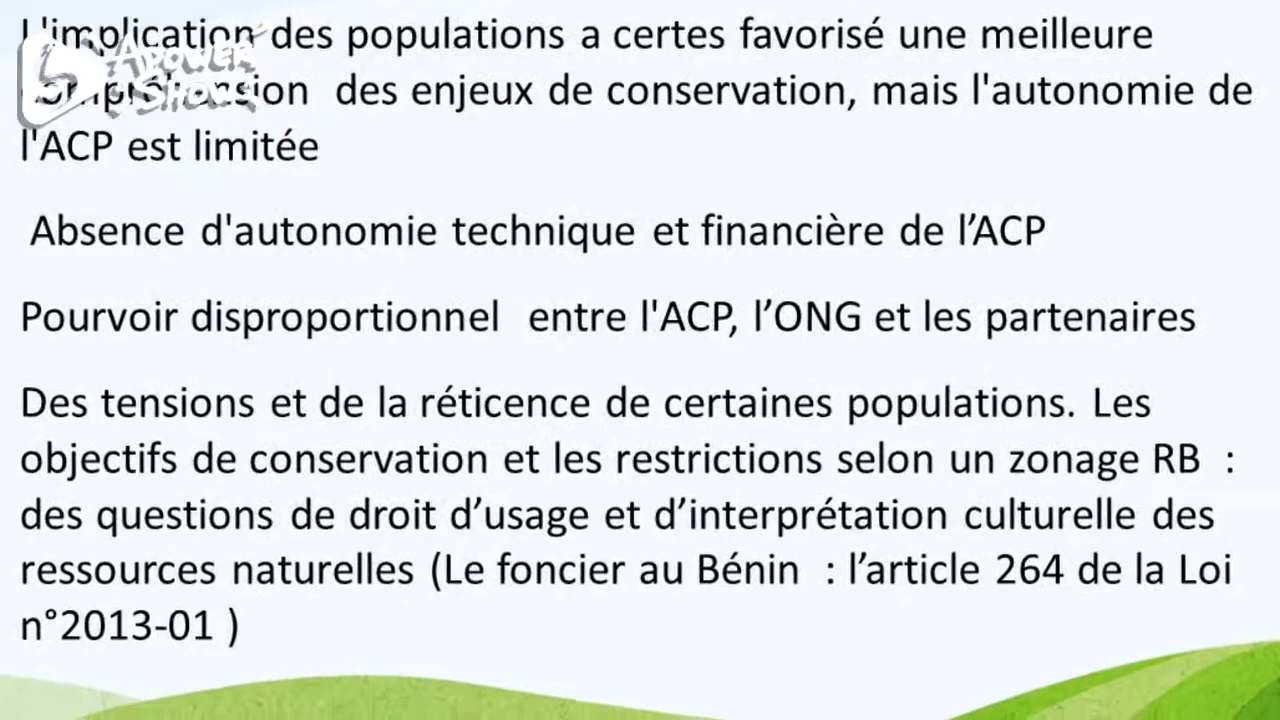 L'implication des populations a certes favorisé une meilleure
compréhension des enjeux de conservation, mais l'autonomie de
l'ACP est limitée
Absence d'autonomie technique et financière de l’ACP
Pourvoir disproportionnel entre l'ACP, l’ONG et les partenaires
Des tensions et de la réticence de certaines populations. Les
objectifs de conservation et les restrictions selon un zonage RB :
des questions de droit d’usage et d’interprétation culturelle des
ressources naturelles (Le foncier au Bénin : l’article 264 de la Loi
n°2013-01 )
APOWER
SHOW